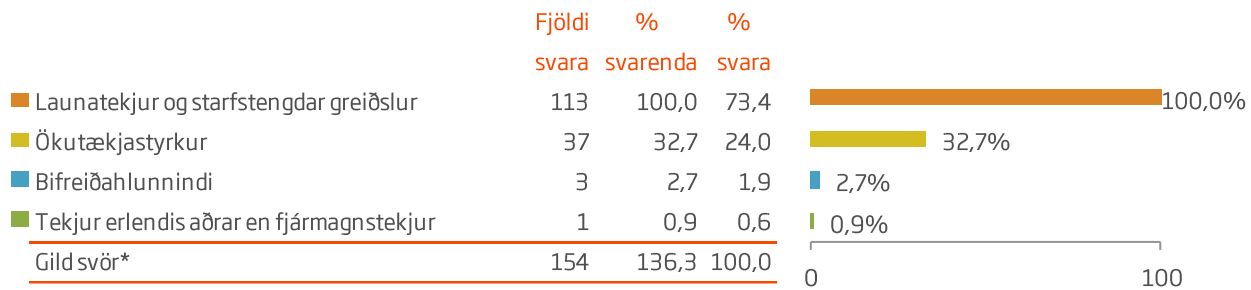 Fjöldi % %
svara svarenda svara
Launatekjur og starfstengdar greiðslur 113 100,0 73,4 100,0%
Ökutækjastyrkur 37 32,7 24,0 32,7%
Bifreiðahlunnindi 3 2,7 1,9 2,7%
Tekjur erlendis aðrar en fjármagnstekjur 1 0,9 0,6 0,9%
Gild svör* 154 136,3 100,0
0 100